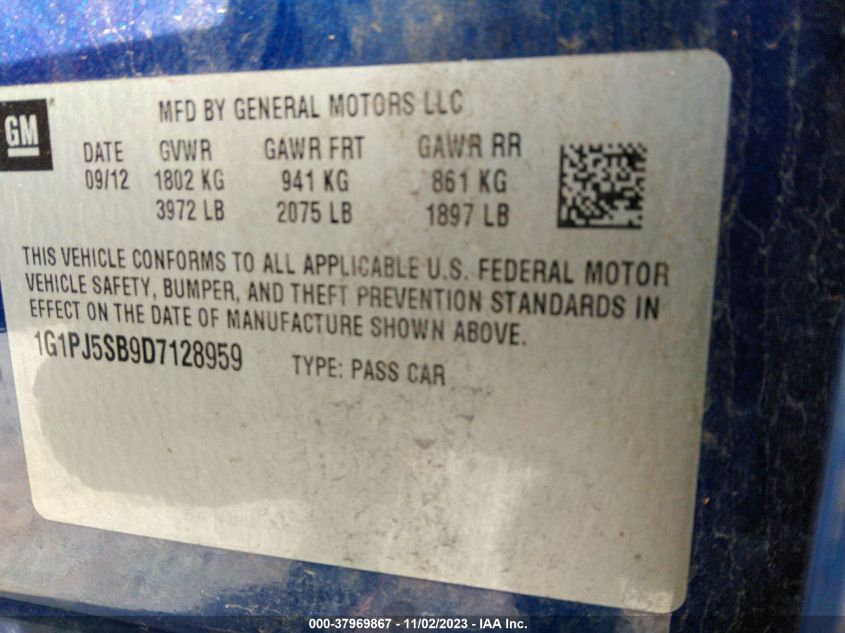 MFD BY GENERAL MOTORS LLC
GM ®
DATE GVWR GAWR FRT GAWR RR
09/12 1802 KG 941 KG 861 KG
3972 LB 2075 LB 1897 LB
THIS VEHICLE CONFORMS TO ALL APPLICABLE U.S. FEDERAL MOTOR
VEHICLE SAFETY, BUMPER, AND THEFT PREVENTION STANDARDS IN
EFFECT ON THE DATE OF MANUFACTURE SHOWN ABOVE.
1G1PJ5SB9D7128959 TYPE: PASS CAR
000-37969867 - 11/02/2023 - IAA Inc.